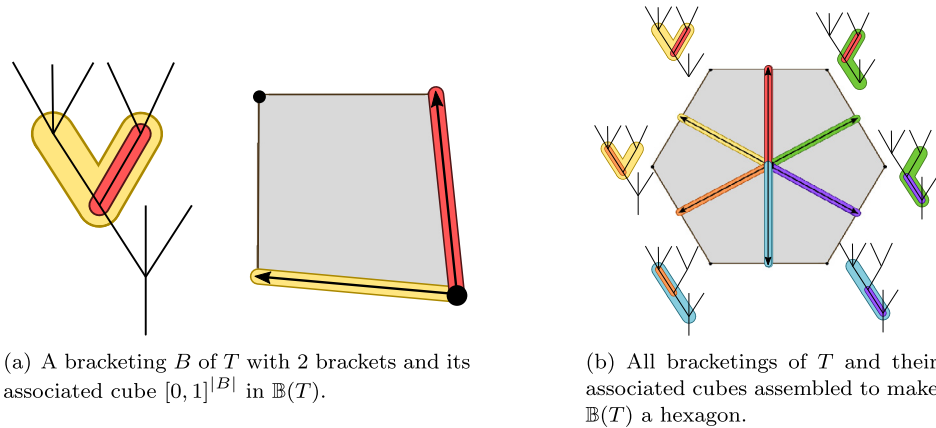 (a) A bracketing B of T with 2 brackets and its
associated cube [0, 1]^{|B|} in 𝔹(T).
(b) All bracketings of T and their
associated cubes assembled to make
𝔹(T) a hexagon.